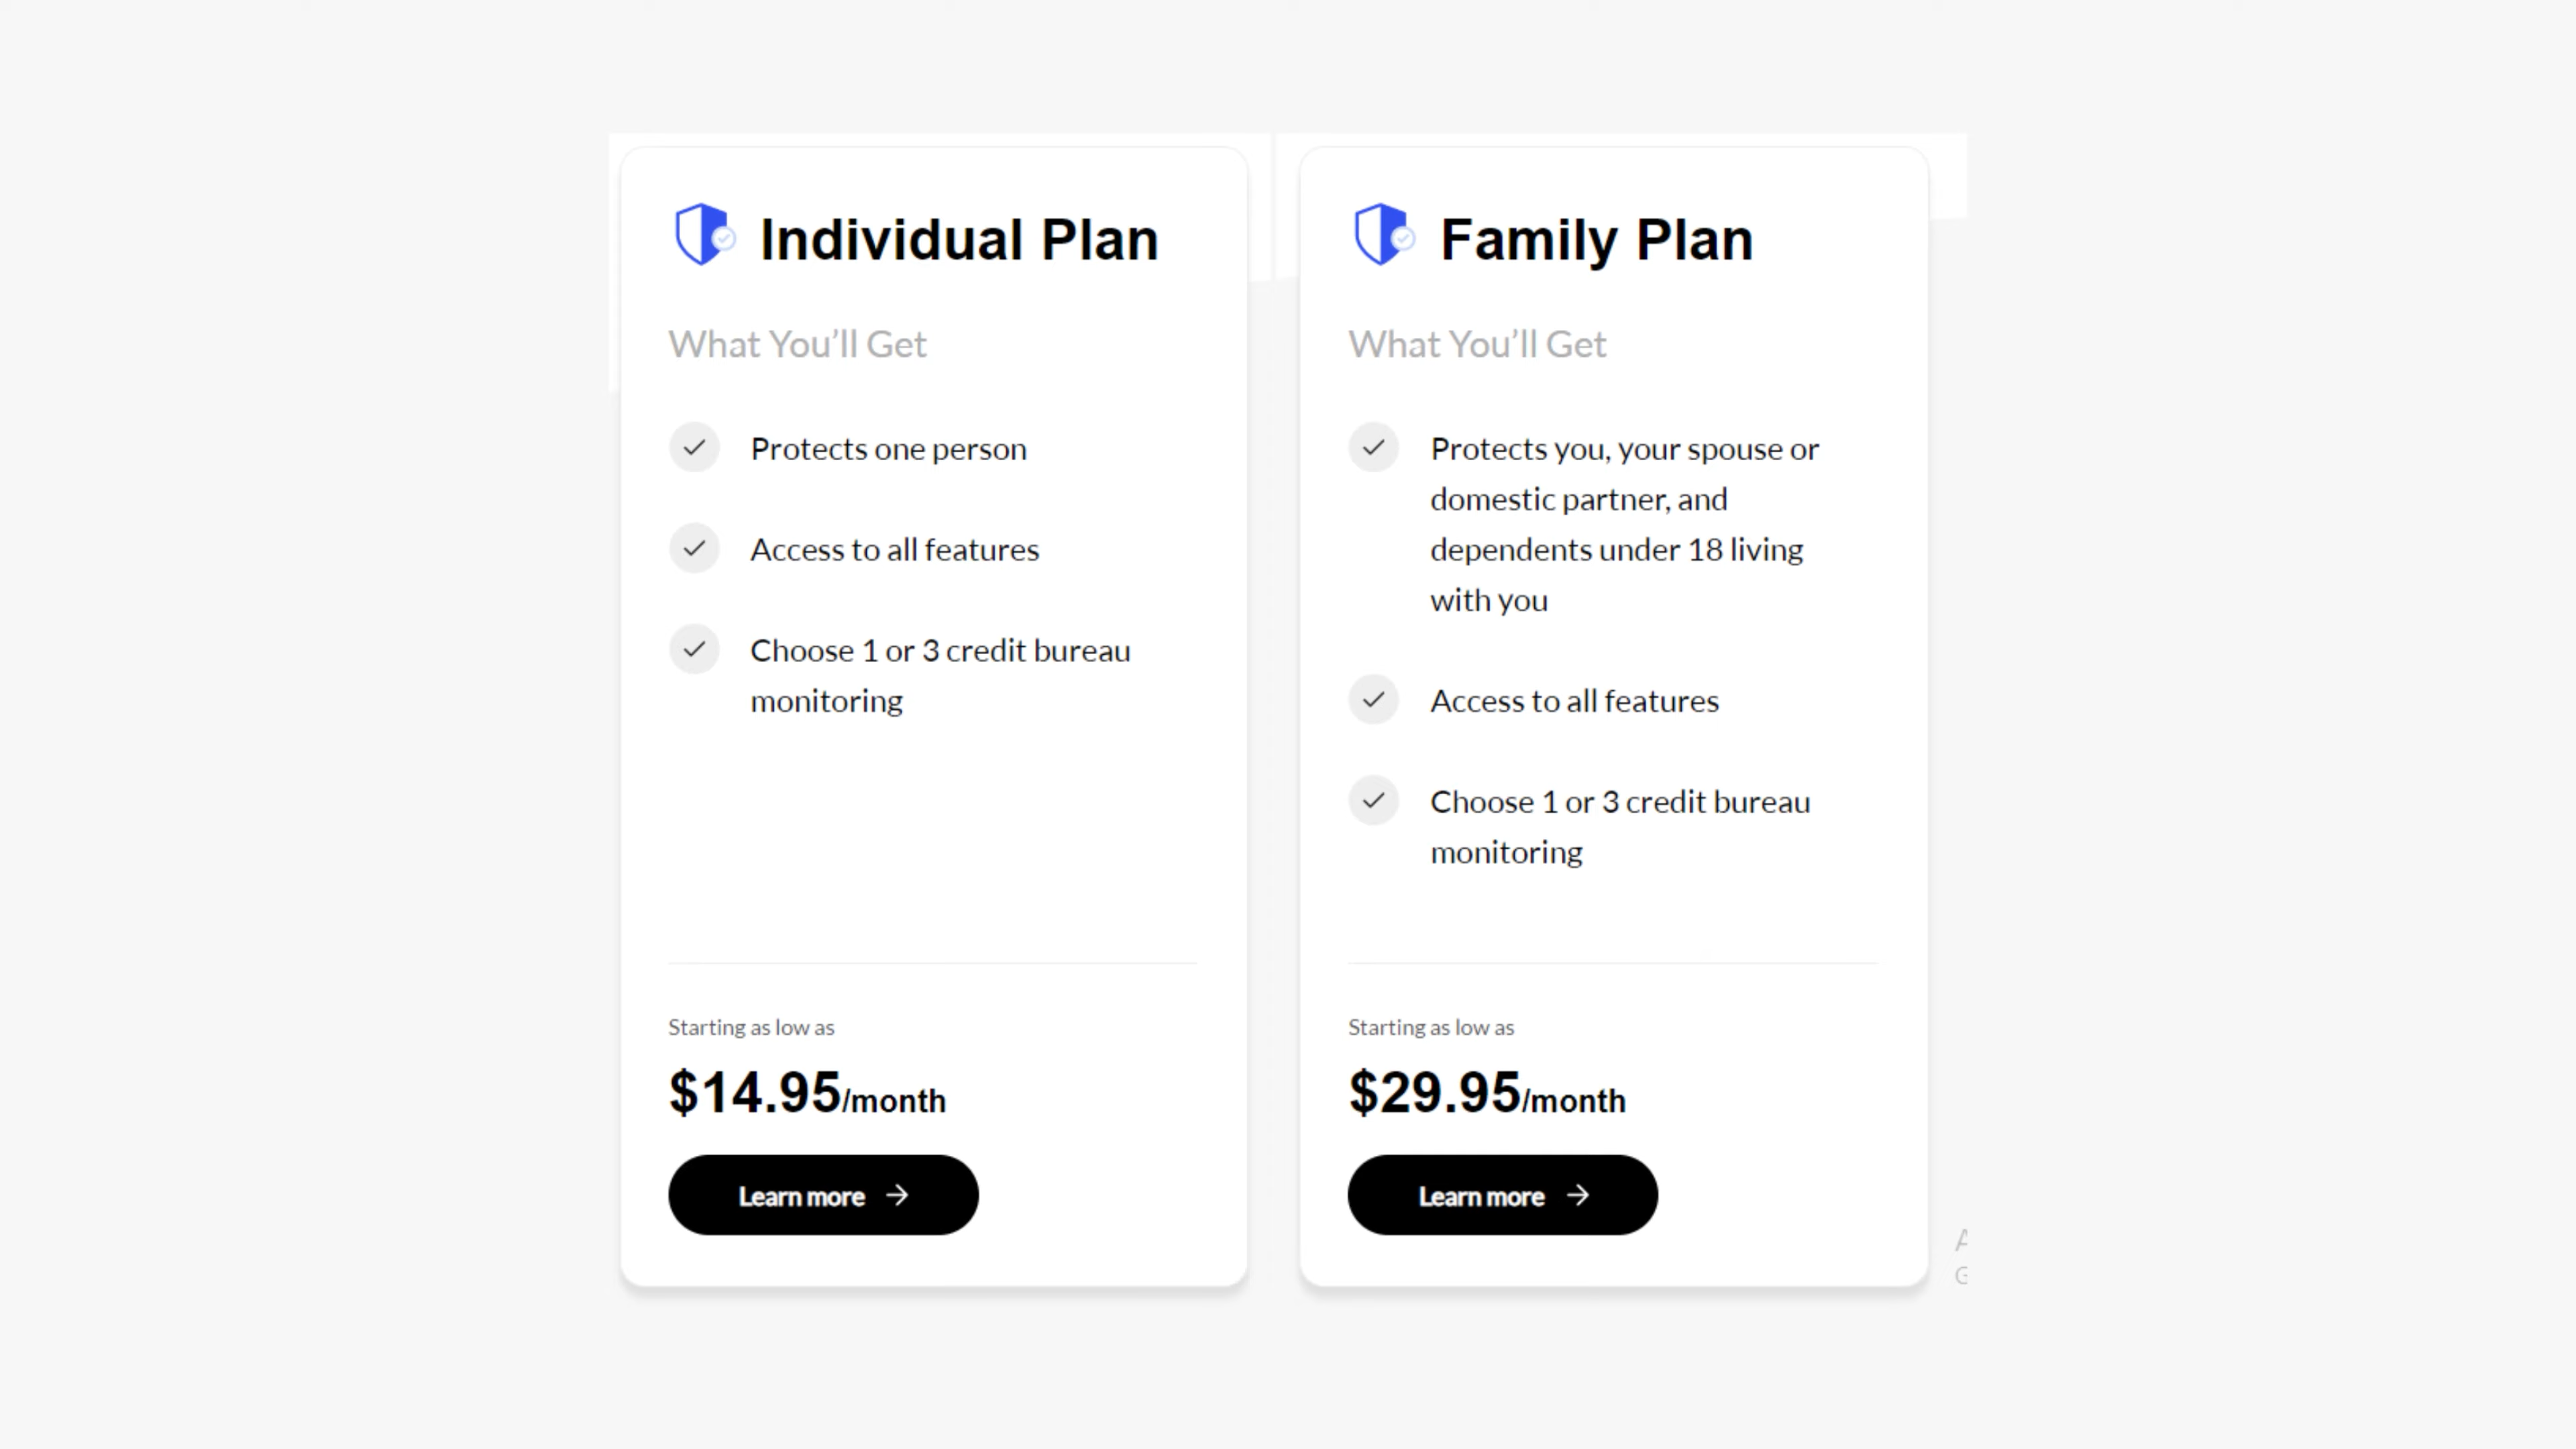 Individual Plan
What You’ll Get
Protects one person
Access to all features
Choose 1 or 3 credit bureau
monitoring
Starting as low as
$14.95/month
Learn more
Family Plan
What You’ll Get
Protects you, your spouse or
domestic partner, and
dependents under 18 living
with you
Access to all features
Choose 1 or 3 credit bureau
monitoring
Starting as low as
$29.95/month
Learn more